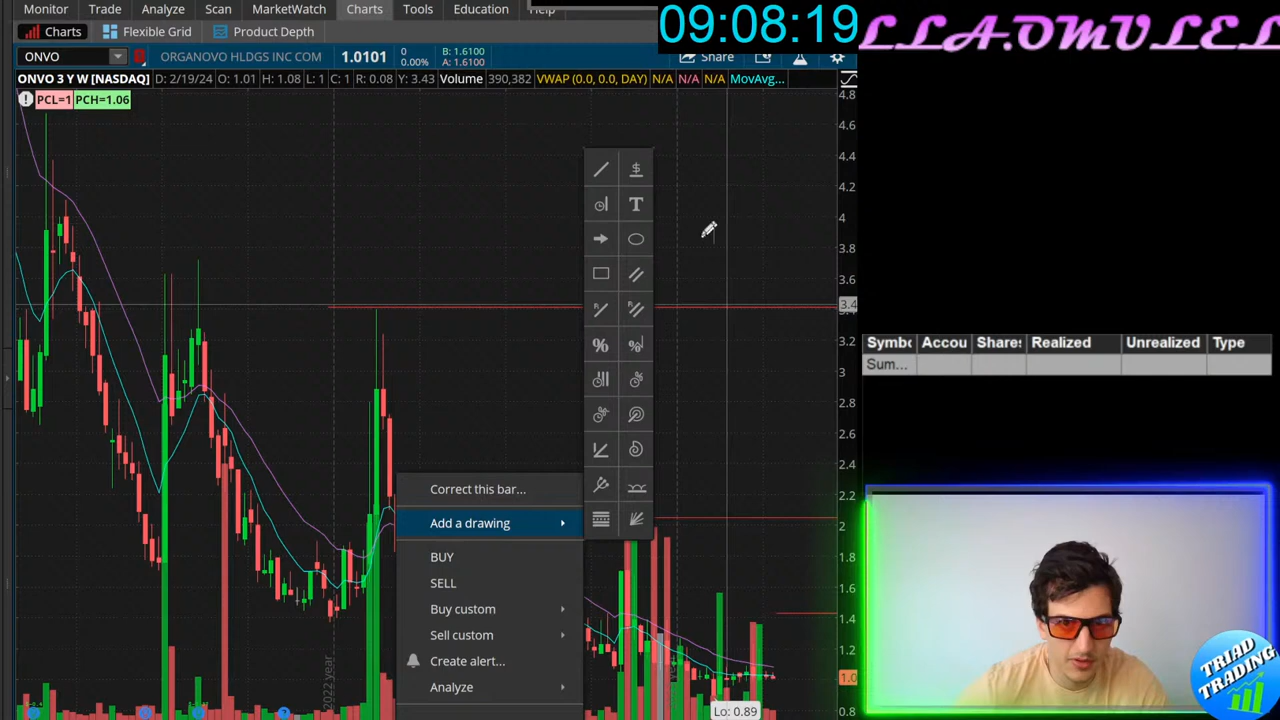 Monitor Trade Analyze Scan MarketWatch Charts Tools Education Help
09:08:19
LLA.OMULEL
Charts Flexible Grid Product Depth
ONVO ORGANOVO HLDGS INC COM 1.0101 0 0.00% B: 1.6100 A: 1.6100 Share
ONVO 3 Y W [NASDAQ] D: 2/19/24 O: 1.01 H: 1.08 L: 1 C: 1 R: 0.08 Y: 3.43 Volume 390,382 VWAP (0.0, 0.0, DAY) N/A N/A N/A MovAvg...
PCL=1 PCH=1.06
4.8
4.6
4.4
4.2
4
3.8
3.6
3.4
3.2
3
2.8
2.6
2.4
2.2
2
1.8
1.6
1.4
1.2
1.0
0.8
$
T
%
%
Correct this bar...
Add a drawing
BUY
SELL
Buy custom
Sell custom
Create alert...
Analyze
2022 year
Lo: 0.89
Symbo Accou Shares Realized Unrealized Type
Sum...
TRIAD
TRADING